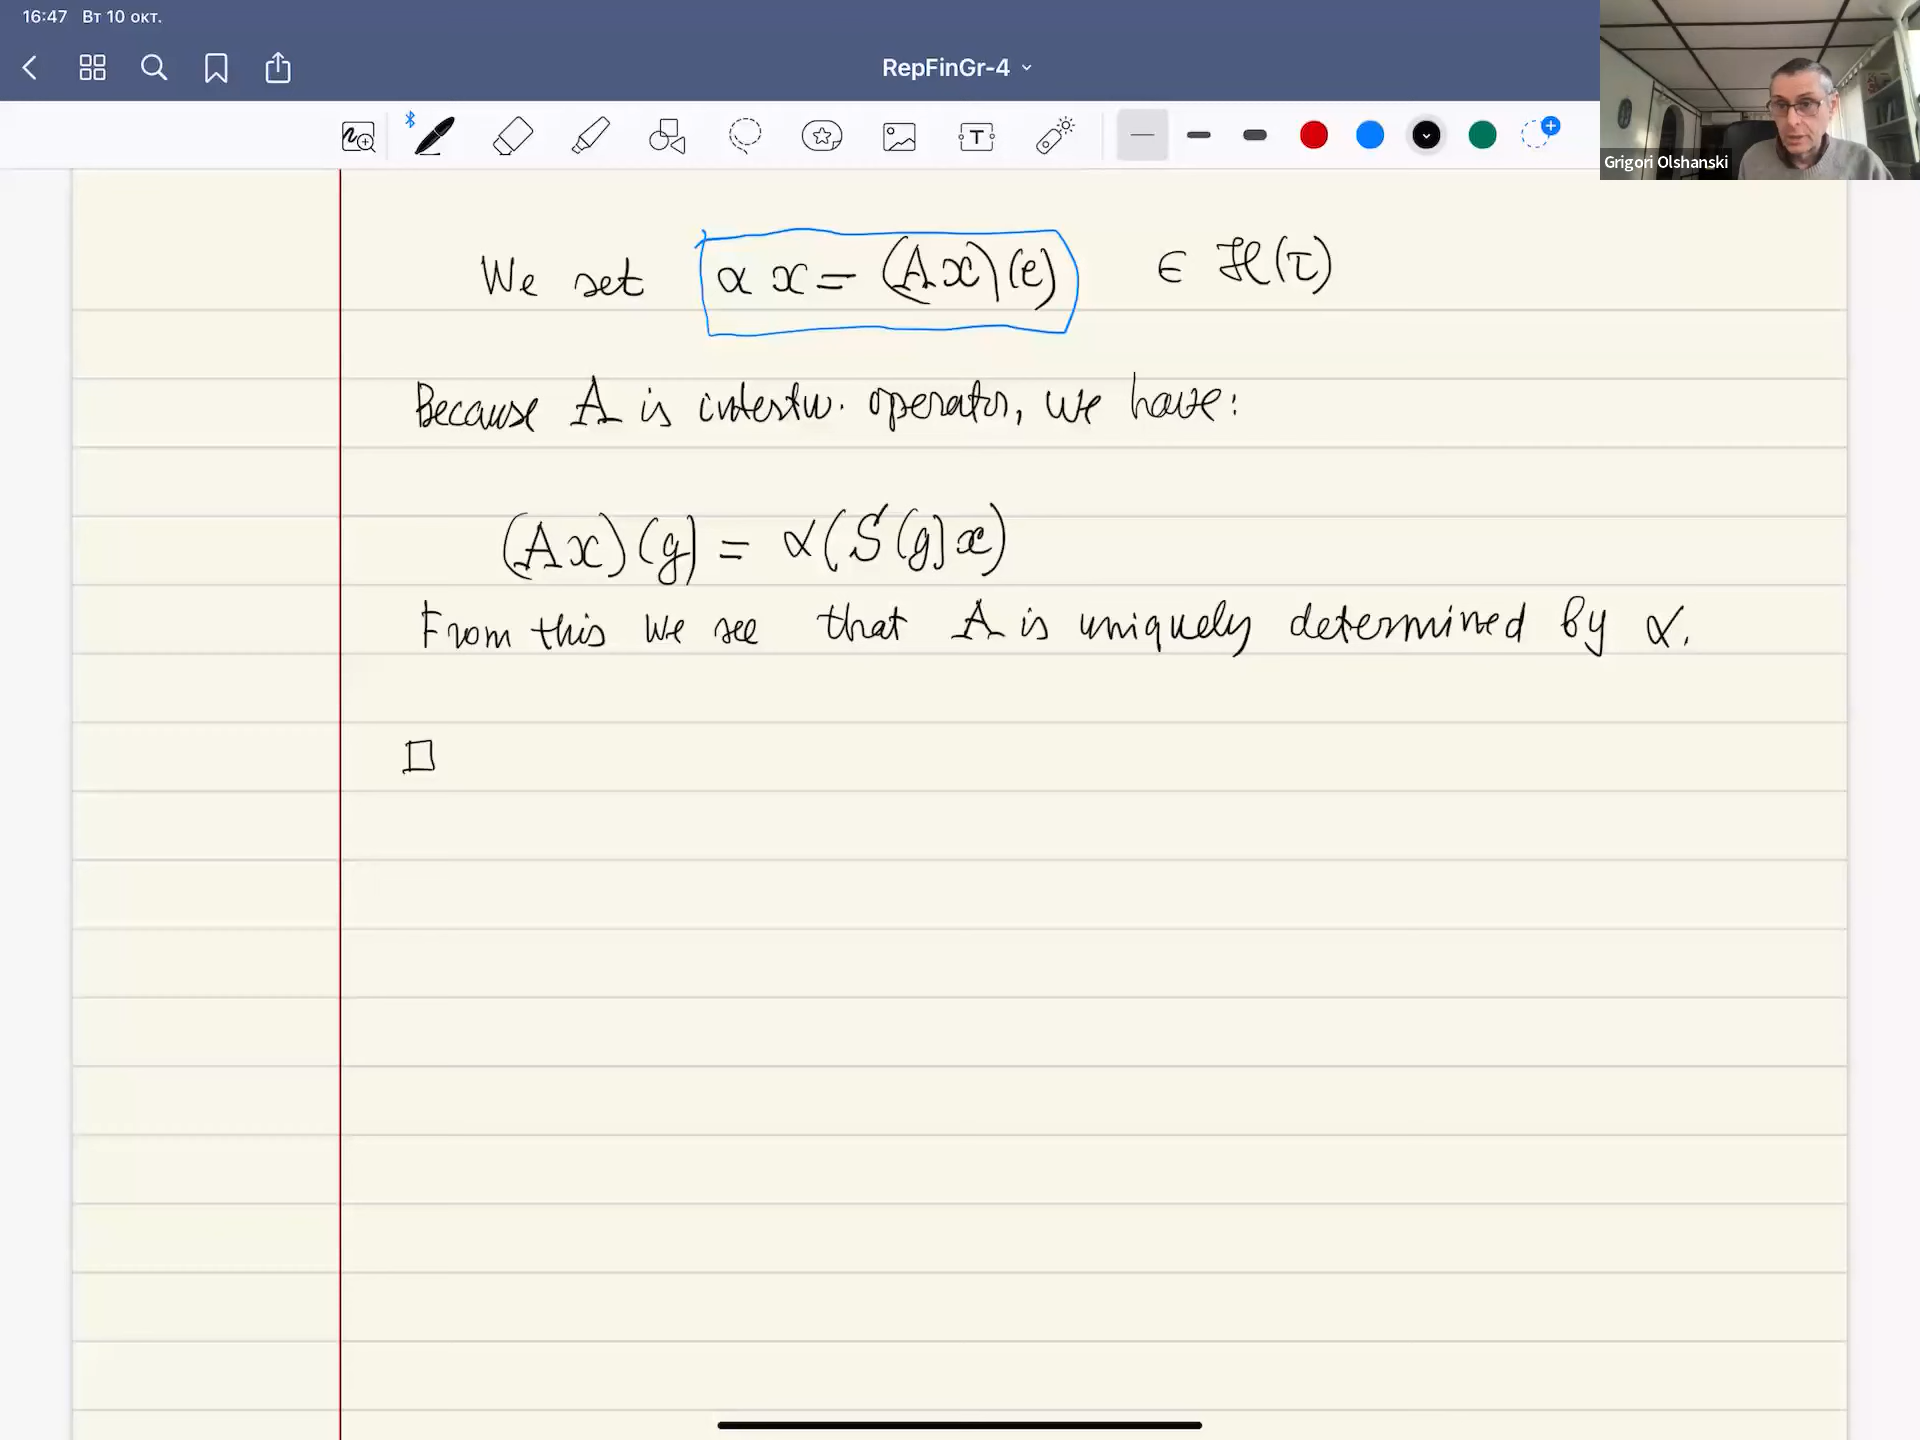 16:47 Вт 10 окт.
RepFinGr-4
T
Grigori Olshanski
We set α x = (Ax)(e) ∈ H(τ)
Because A is intertw. operator, we have:
(Ax)(g) = α(S(g)x)
From this we see that A is uniquely determined by α.
□